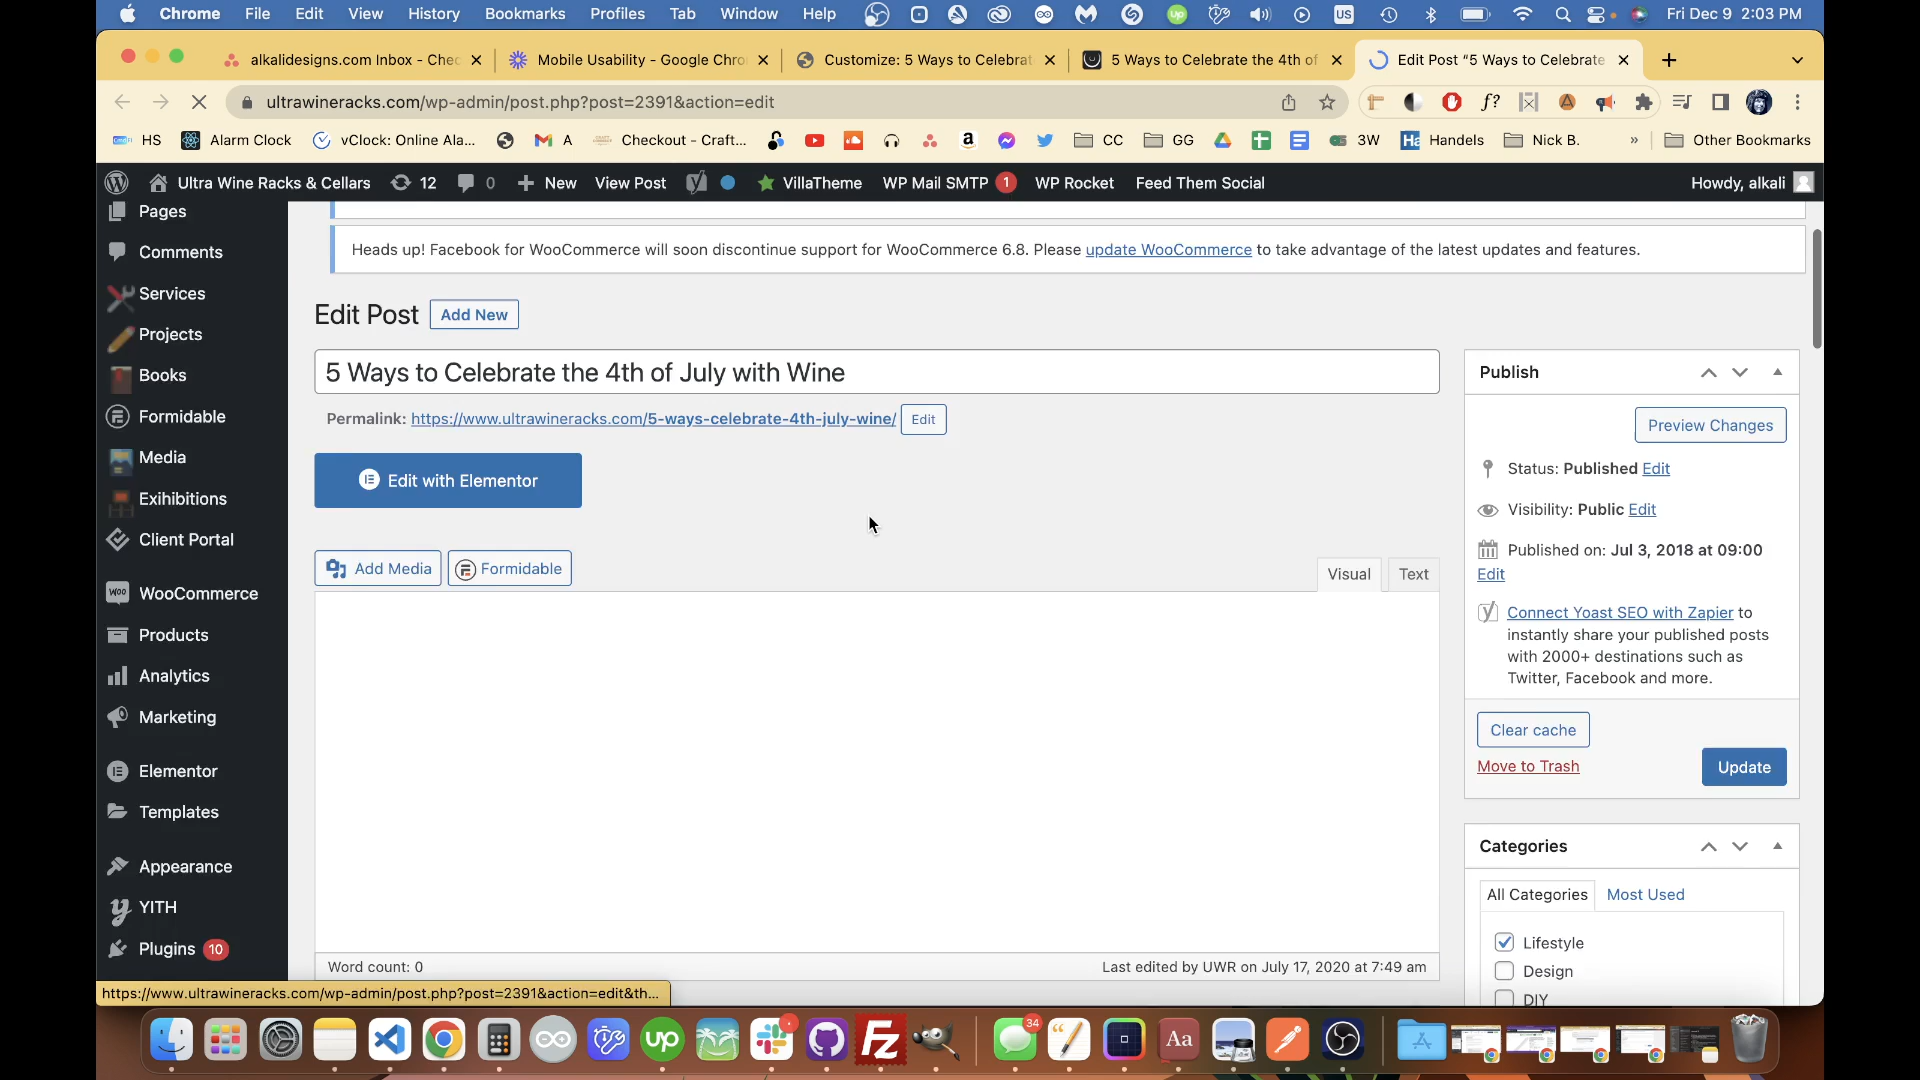 Chrome File Edit View History Bookmarks Profiles Tab Window Help US Fri Dec 9 2:03 PM
alkalidesigns.com Inbox - Chec
Mobile Usability - Google Chro
Customize: 5 Ways to Celebrat
5 Ways to Celebrate the 4th of
Edit Post “5 Ways to Celebrate
ultrawineracks.com/wp-admin/post.php?post=2391&action=edit
f?
HS Alarm Clock vClock: Online Ala... A Checkout - Craft... CC GG 3W Handels Nick B. » Other Bookmarks
Ultra Wine Racks & Cellars 12 0 New View Post VillaTheme WP Mail SMTP 1 WP Rocket Feed Them Social Howdy, alkali
Pages
Comments
Services
Projects
Books
Formidable
Media
Exihibitions
Client Portal
WooCommerce
Products
Analytics
Marketing
Elementor
Templates
Appearance
YITH
Plugins 10
Heads up! Facebook for WooCommerce will soon discontinue support for WooCommerce 6.8. Please update WooCommerce to take advantage of the latest updates and features.
Edit Post Add New
5 Ways to Celebrate the 4th of July with Wine
Permalink: https://www.ultrawineracks.com/5-ways-celebrate-4th-july-wine/ Edit
Edit with Elementor
Add Media Formidable
Visual Text
Word count: 0
Last edited by UWR on July 17, 2020 at 7:49 am
Publish
Preview Changes
Status: Published Edit
Visibility: Public Edit
Published on: Jul 3, 2018 at 09:00
Edit
Connect Yoast SEO with Zapier to
instantly share your published posts
with 2000+ destinations such as
Twitter, Facebook and more.
Clear cache
Move to Trash
Update
Categories
All Categories Most Used
Lifestyle
Design
DIY
https://www.ultrawineracks.com/wp-admin/post.php?post=2391&action=edit&th...
up Fz 34 Aa